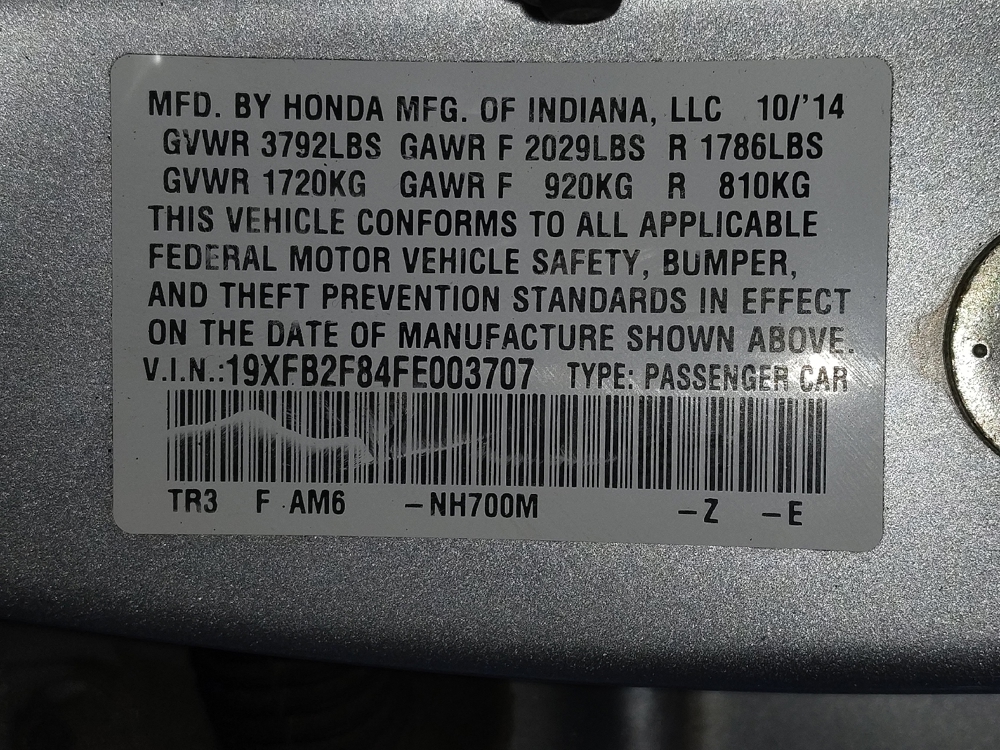 MFD. BY HONDA MFG. OF INDIANA, LLC 10/'14
GVWR 3792LBS GAWR F 2029LBS R 1786LBS
GVWR 1720KG GAWR F 920KG R 810KG
THIS VEHICLE CONFORMS TO ALL APPLICABLE
FEDERAL MOTOR VEHICLE SAFETY, BUMPER,
AND THEFT PREVENTION STANDARDS IN EFFECT
ON THE DATE OF MANUFACTURE SHOWN ABOVE.
V.I.N.:19XFB2F84FE003707 TYPE: PASSENGER CAR
TR3 F AM6 –NH700M –Z –E